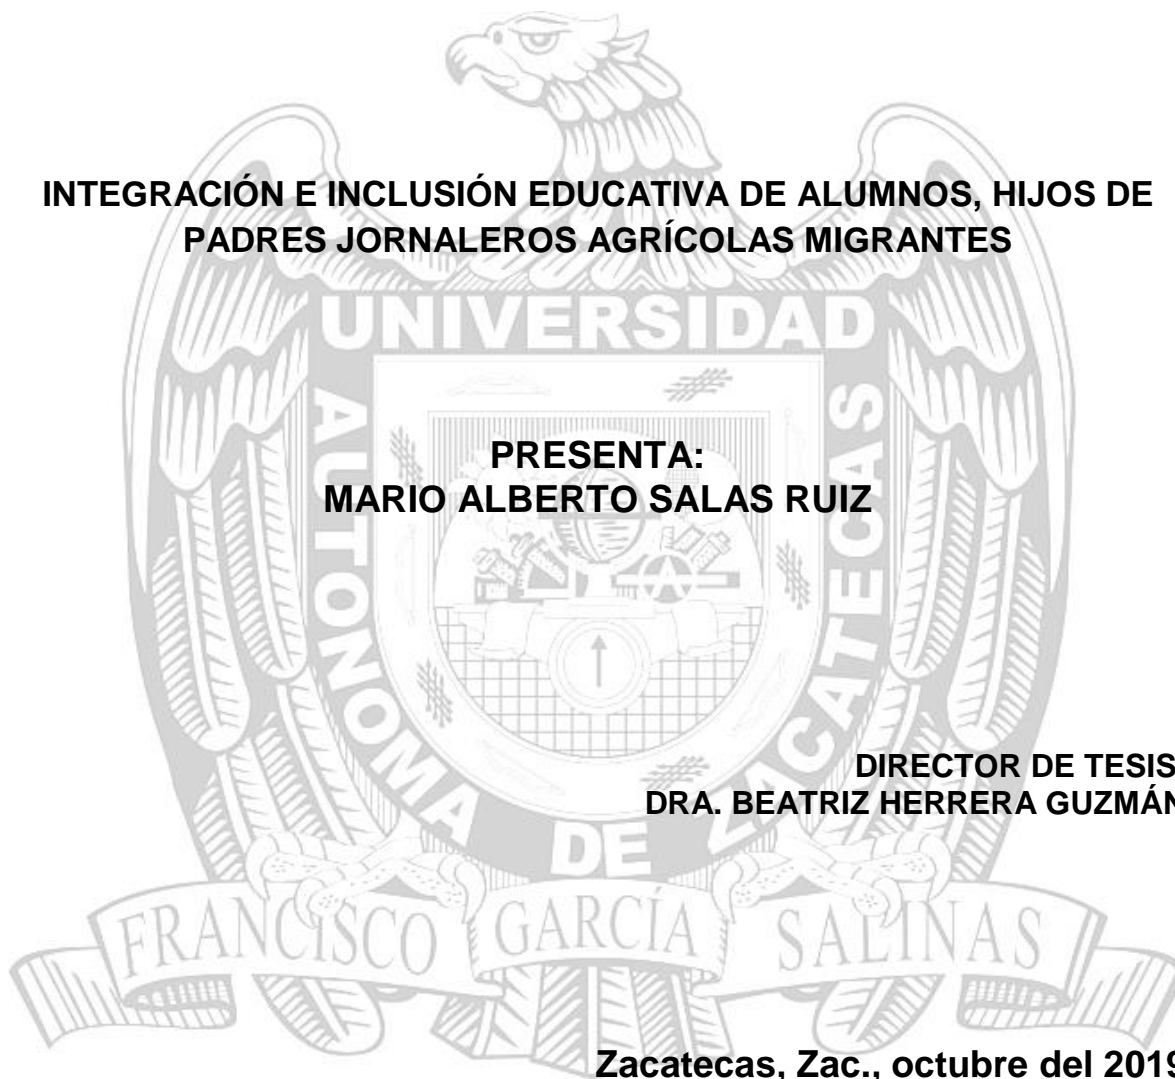 INTEGRACIÓN E INCLUSIÓN EDUCATIVA DE ALUMNOS, HIJOS DE
PADRES JORNALEROS AGRÍCOLAS MIGRANTES
UNIVERSIDAD
AUTONOMA DE ZACATECAS
PRESENTA:
MARIO ALBERTO SALAS RUIZ
DIRECTOR DE TESIS
DRA. BEATRIZ HERRERA GUZMÁN
FRANCISCO GARCÍA SALINAS
Zacatecas, Zac., octubre del 2019